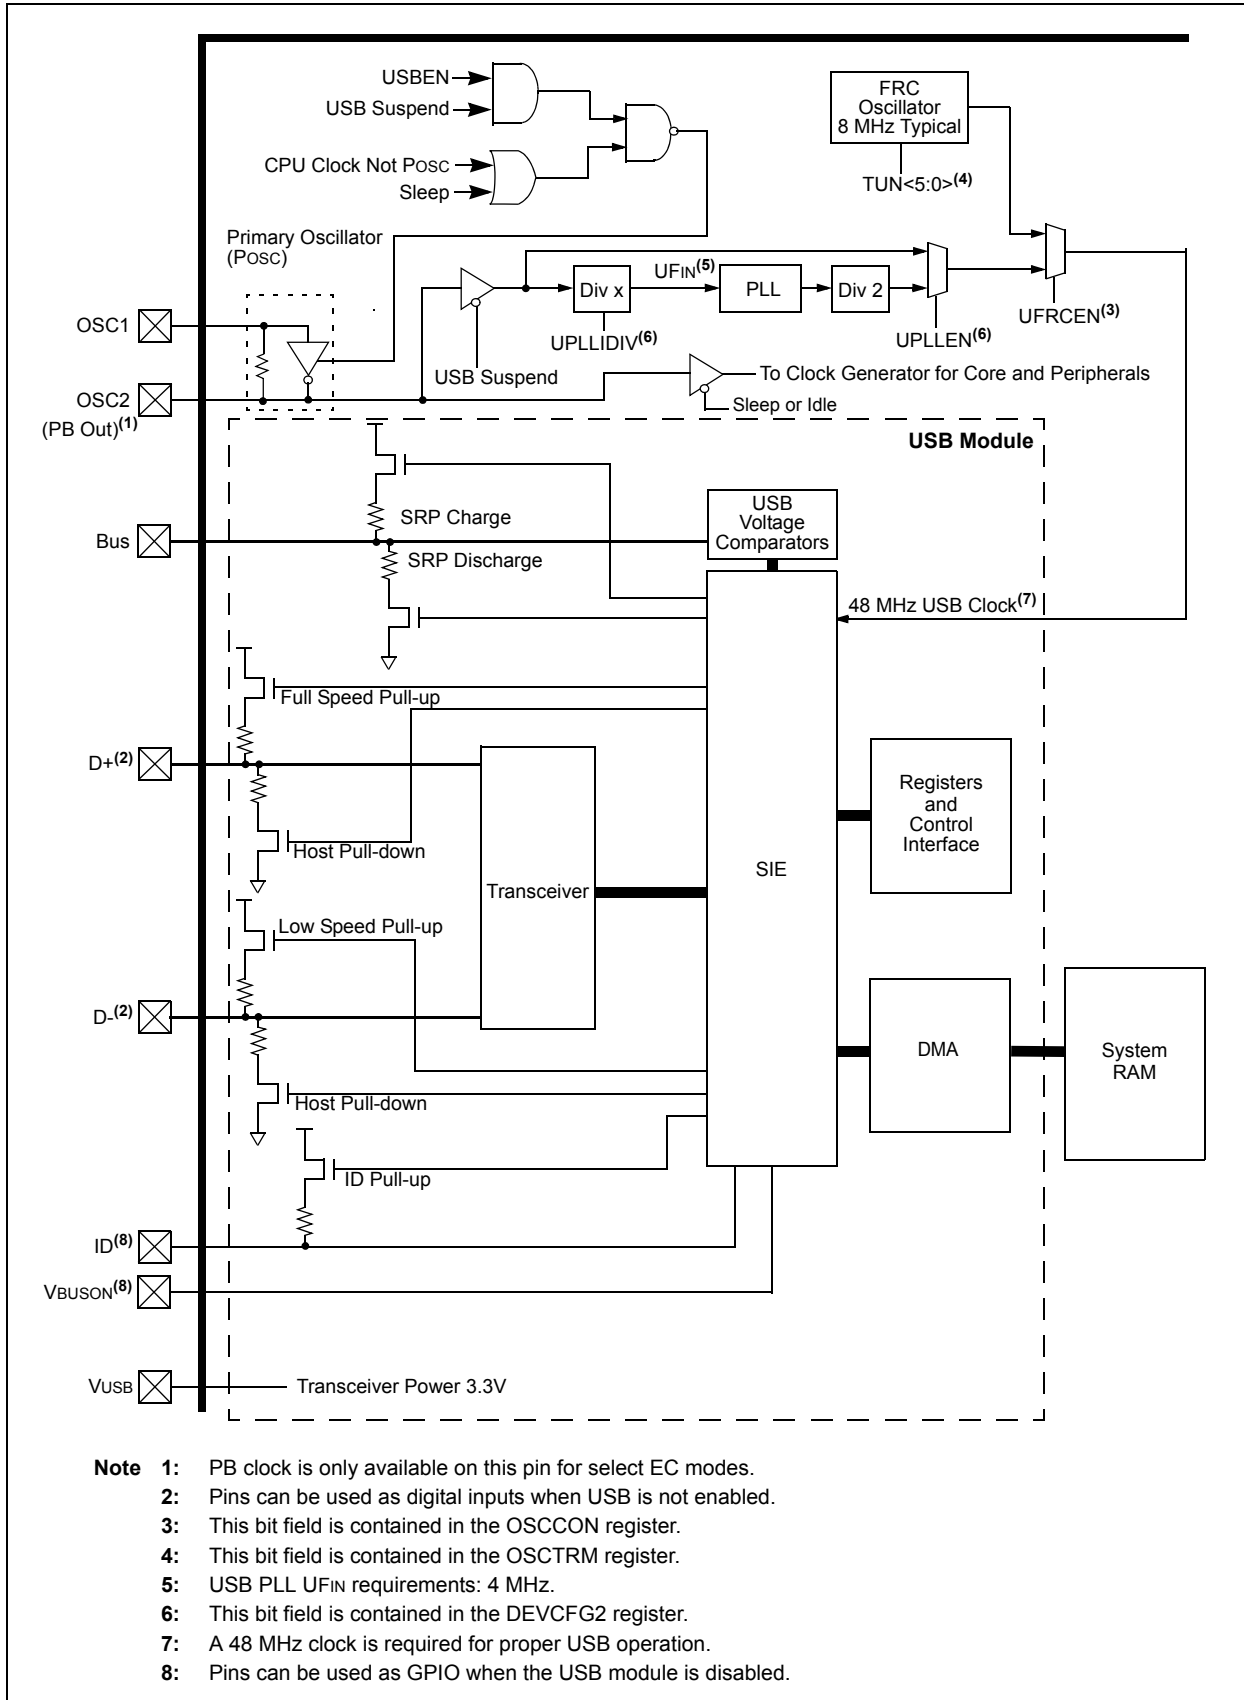 USBEN
USB Suspend
CPU Clock Not POSC
Sleep
FRC
Oscillator
8 MHz Typical
TUN<5:0>(4)
Primary Oscillator
(POSC)
UFIN(5)
Div x
PLL
Div 2
UFRCEN(3)
UPLLIDIV(6)
UPLLEN(6)
OSC1
USB Suspend
To Clock Generator for Core and Peripherals
OSC2
(PB Out)(1)
Sleep or Idle
USB Module
USB
Voltage
Comparators
SRP Charge
Bus
SRP Discharge
48 MHz USB Clock(7)
Full Speed Pull-up
D+(2)
Registers
and
Control
Interface
Host Pull-down
SIE
Transceiver
Low Speed Pull-up
D-(2)
DMA
System
RAM
Host Pull-down
ID Pull-up
ID(8)
VBUSON(8)
VUSB
Transceiver Power 3.3V
Note 1: PB clock is only available on this pin for select EC modes.
2: Pins can be used as digital inputs when USB is not enabled.
3: This bit field is contained in the OSCCON register.
4: This bit field is contained in the OSCTRM register.
5: USB PLL UFIN requirements: 4 MHz.
6: This bit field is contained in the DEVCFG2 register.
7: A 48 MHz clock is required for proper USB operation.
8: Pins can be used as GPIO when the USB module is disabled.